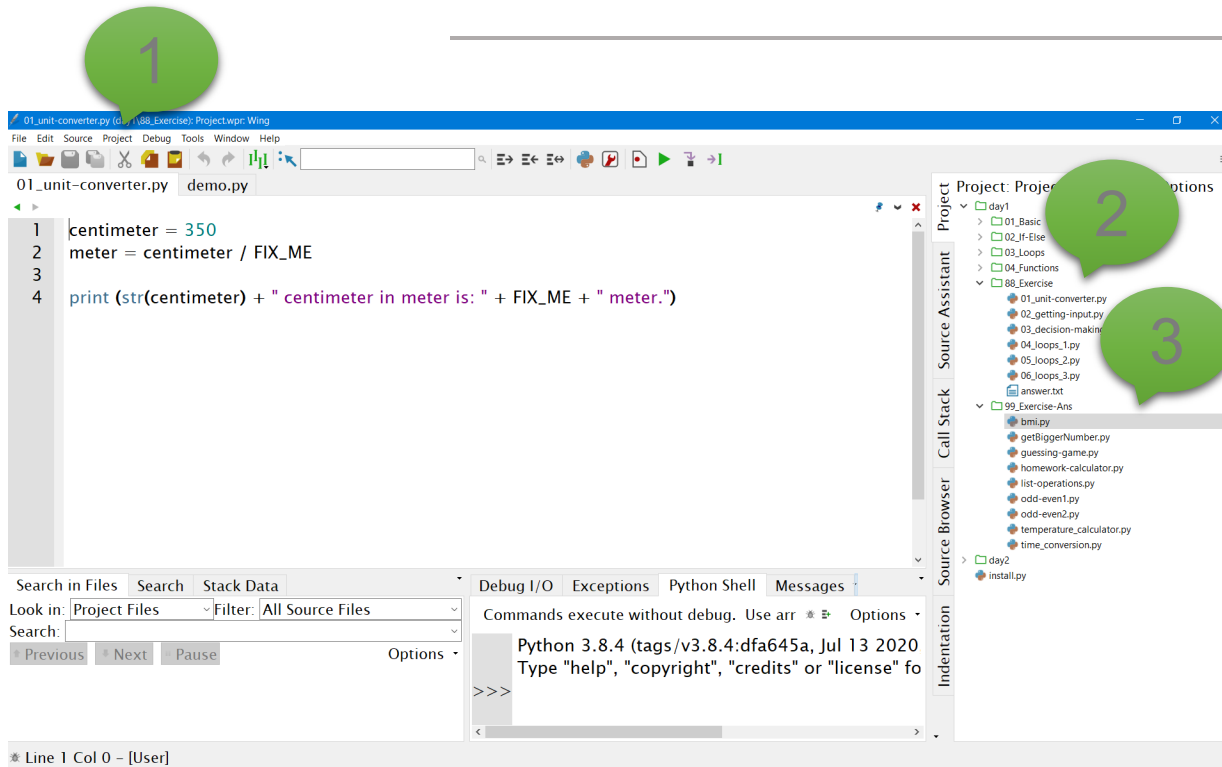 1
01_unit-converter.py (day1\88_Exercise): Project.wpr: Wing
File Edit Source Project Debug Tools Window Help
01_unit-converter.py demo.py
1 centimeter = 350
2 meter = centimeter / FIX_ME
3
4 print (str(centimeter) + " centimeter in meter is: " + FIX_ME + " meter.")
Search in Files Search Stack Data
Look in: Project Files Filter: All Source Files
Search:
Previous Next Pause Options
Debug I/O Exceptions Python Shell Messages
Commands execute without debug. Use arr Options
Python 3.8.4 (tags/v3.8.4:dfa645a, Jul 13 2020
Type "help", "copyright", "credits" or "license" fo
>>>
Project
Source Assistant
Call Stack
Source Browser
Indentation
Project: Projec ptions
day1
01_Basic
02_If-Else
03_Loops
04_Functions
88_Exercise
01_unit-converter.py
02_getting-input.py
03_decision-making
04_loops_1.py
05_loops_2.py
06_loops_3.py
answer.txt
99_Exercise-Ans
bmi.py
getBiggerNumber.py
guessing-game.py
homework-calculator.py
list-operations.py
odd-even1.py
odd-even2.py
temperature_calculator.py
time_conversion.py
day2
install.py
2
3
Line 1 Col 0 – [User]